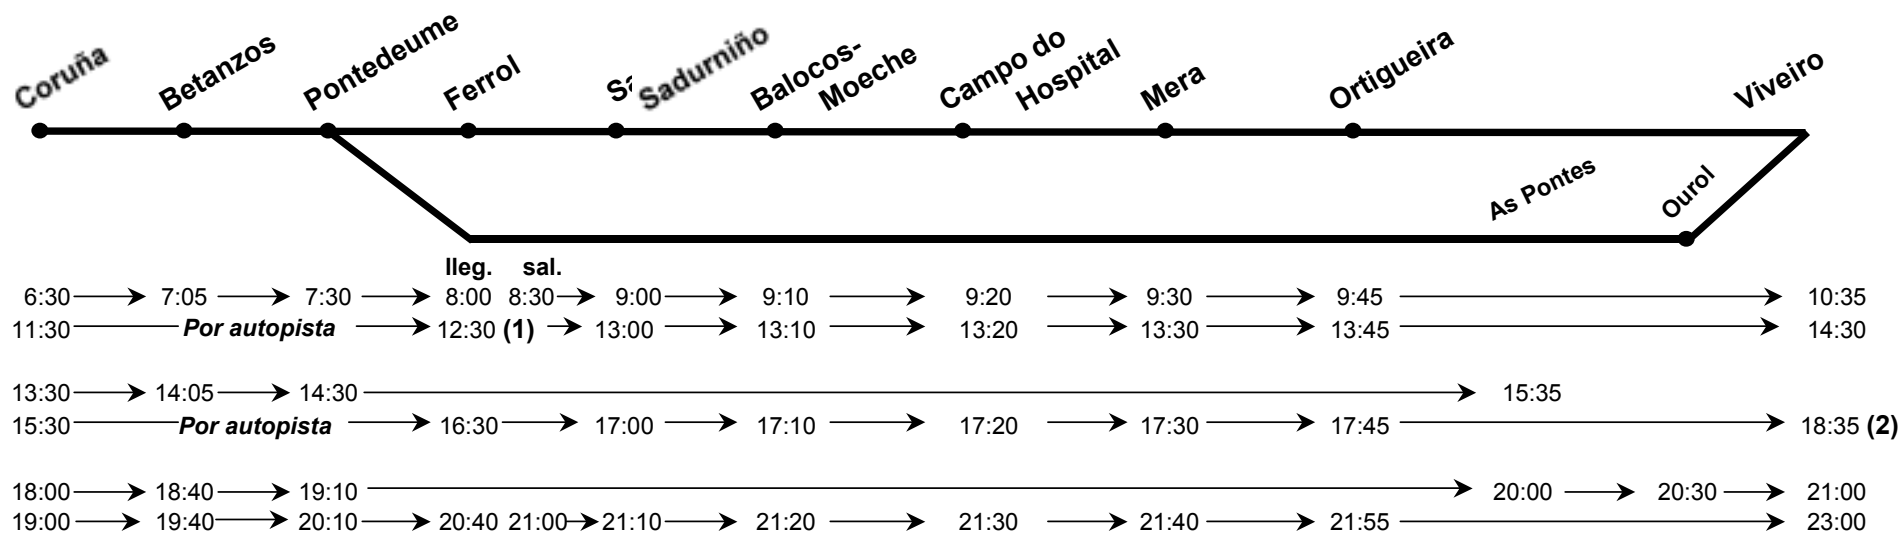 Coruña
Betanzos
Pontedeume
Ferrol
Sadurniño
Balocos-
Moeche
Campo do
Hospital
Mera
Ortigueira
Viveiro
As Pontes
Ourol
lleg. sal.
6:30 7:05 7:30 8:00 8:30 9:00 9:10 9:20 9:30 9:45 10:35
11:30 Por autopista 12:30 (1) 13:00 13:10 13:20 13:30 13:45 14:30
13:30 14:05 14:30 15:35
15:30 Por autopista 16:30 17:00 17:10 17:20 17:30 17:45 18:35 (2)
18:00 18:40 19:10 20:00 20:30 21:00
19:00 19:40 20:10 20:40 21:00 21:10 21:20 21:30 21:40 21:55 23:00